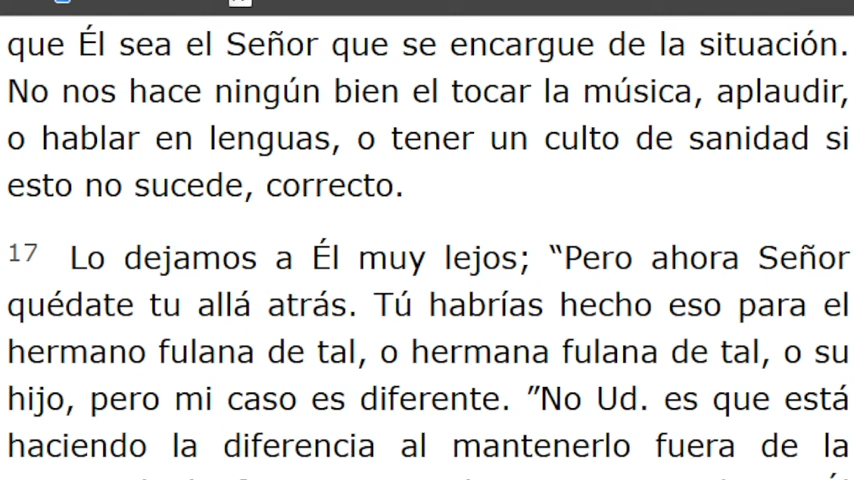 que Él sea el Señor que se encargue de la situación.
No nos hace ningún bien el tocar la música, aplaudir,
o hablar en lenguas, o tener un culto de sanidad si
esto no sucede, correcto.
17 Lo dejamos a Él muy lejos; “Pero ahora Señor
quédate tu allá atrás. Tú habrías hecho eso para el
hermano fulana de tal, o hermana fulana de tal, o su
hijo, pero mi caso es diferente. ”No Ud. es que está
haciendo la diferencia al mantenerlo fuera de la